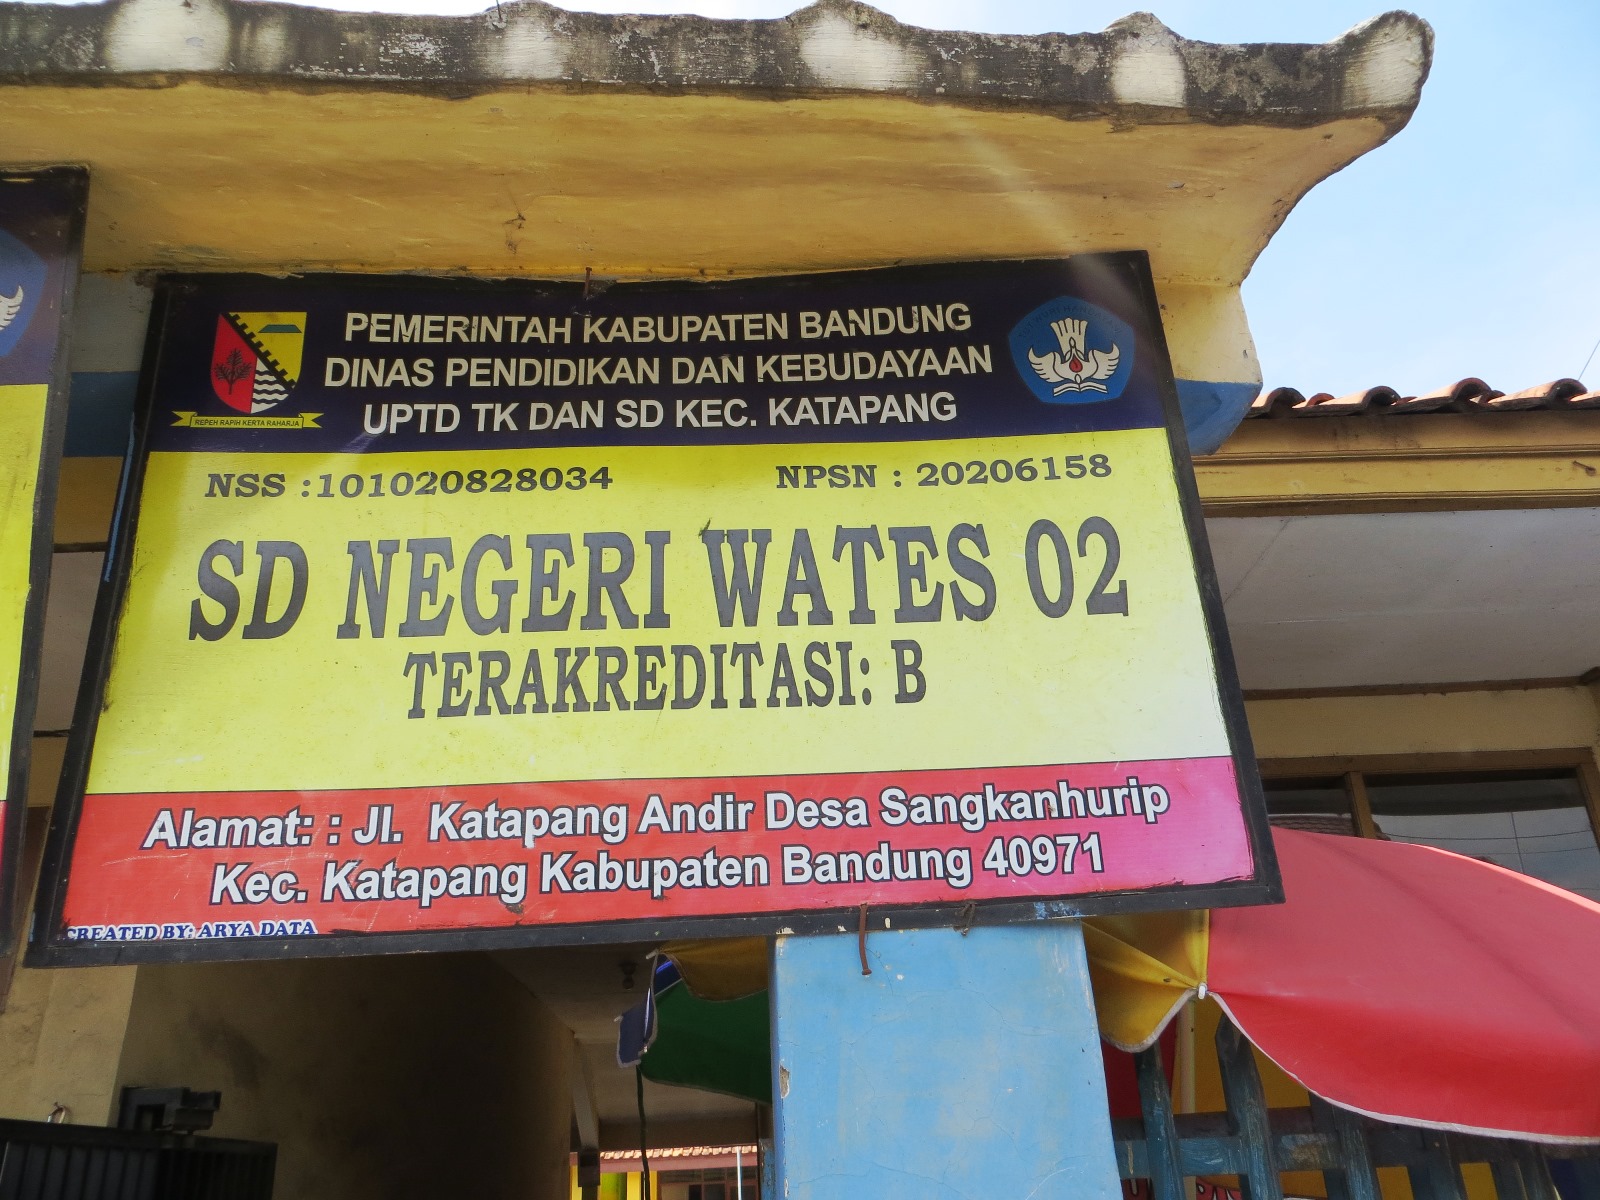 PEMERINTAH KABUPATEN BANDUNG
DINAS PENDIDIKAN DAN KEBUDAYAAN
UPTD TK DAN SD KEC. KATAPANG
REPEH RAPIH KERTA RAHARJA
NSS :101020828034 NPSN : 20206158
SD NEGERI WATES 02
TERAKREDITASI: B
Alamat: : Jl. Katapang Andir Desa Sangkanhurip
Kec. Katapang Kabupaten Bandung 40971
CREATED BY: ARYA DATA